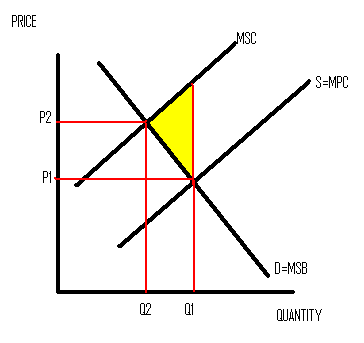 PRICE
MSC
S=MPC
P2
P1
D=MSB
Q2
Q1
QUANTITY